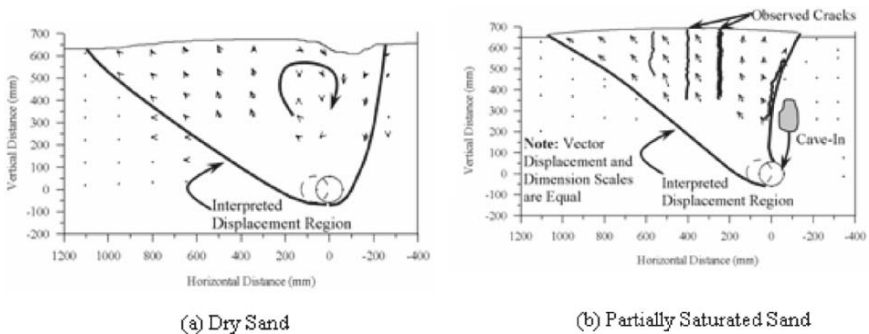 700
600
500
400
300
200
100
0
-100
-200
Vertical Distance (mm)
Interpreted
Displacement Region
1200
1000
800
600
400
200
0
-200
-400
Horizontal Distance (mm)
(a) Dry Sand
Observed Cracks
700
600
500
400
300
200
100
0
-100
-200
Vertical Distance (mm)
Note: Vector
Displacement and
Dimension Scales
are Equal
Cave-In
Interpreted
Displacement Region
1200
1000
800
600
400
200
0
-200
-400
Horizontal Distance (mm)
(b) Partially Saturated Sand